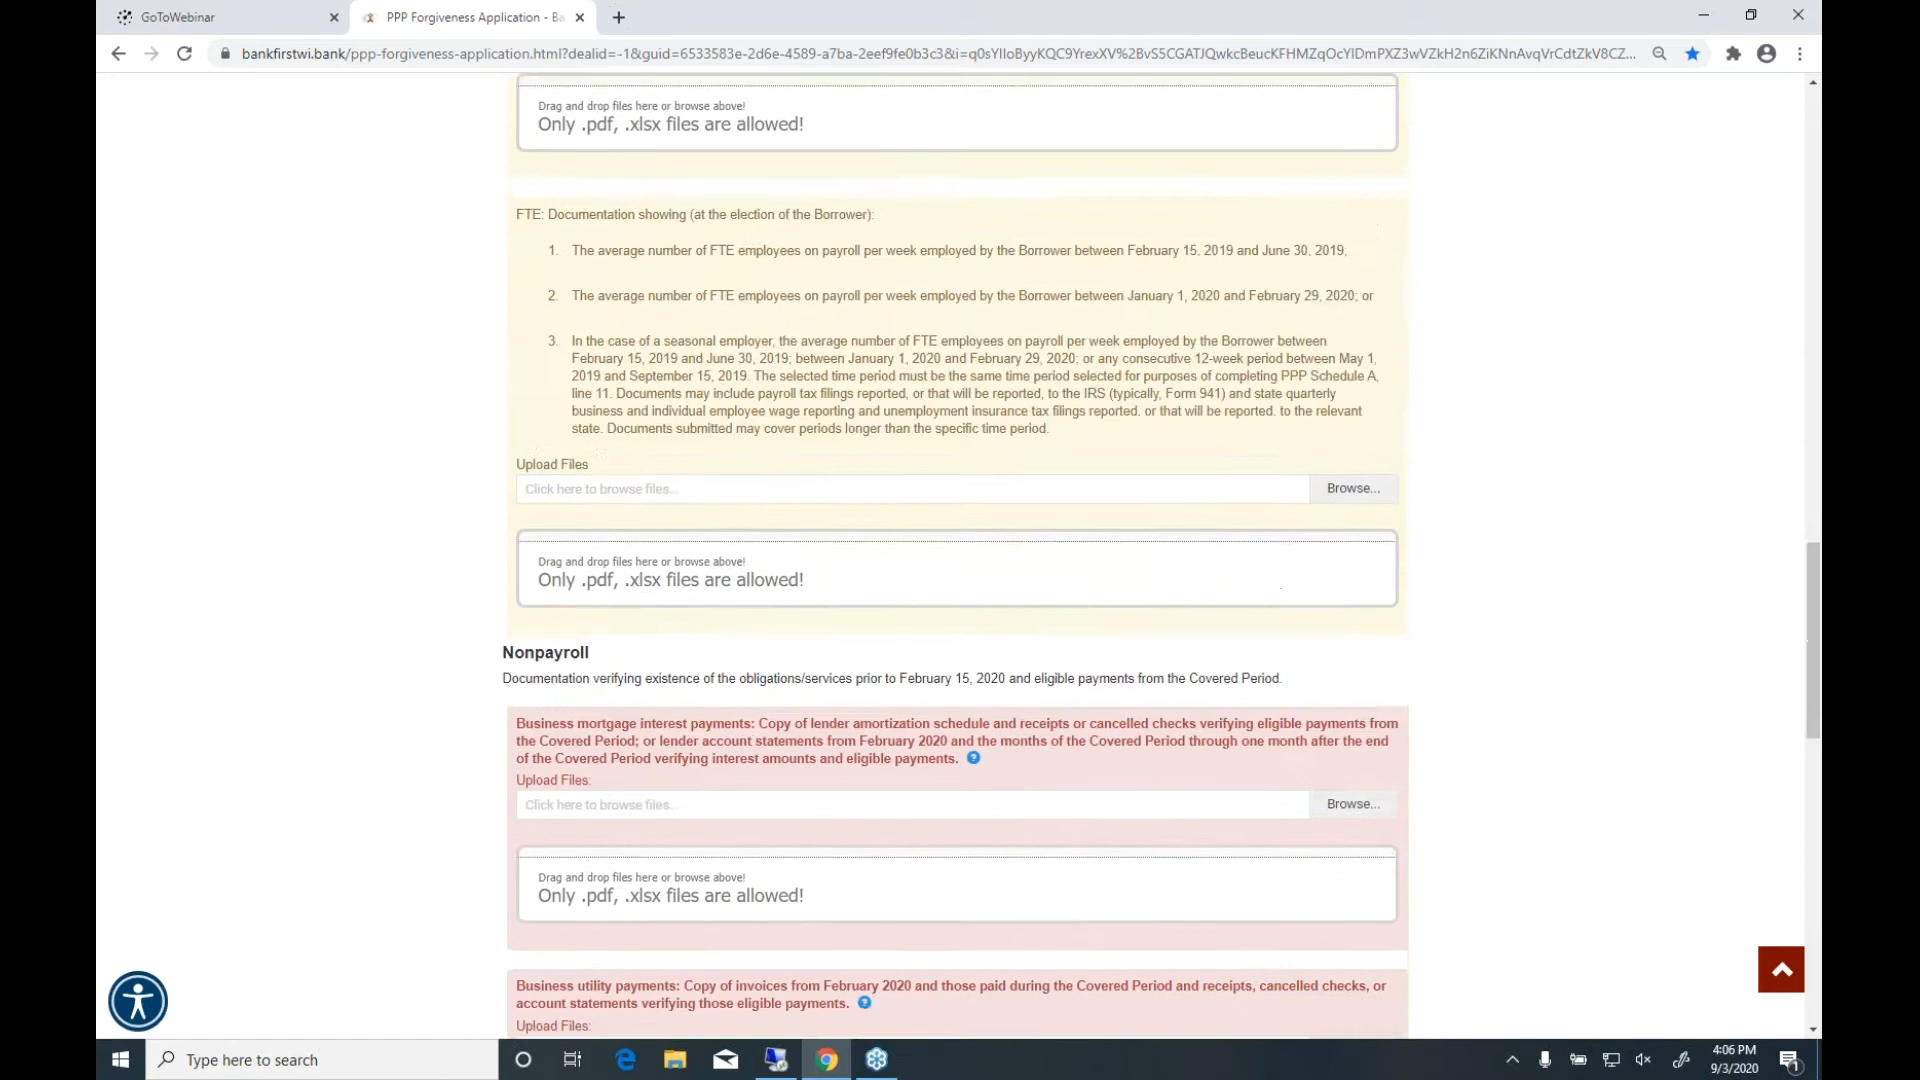 GoToWebinar
PPP Forgiveness Application - Ba
bankfirstwi.bank/ppp-forgiveness-application.html?dealid=-1&guid=6533583e-2d6e-4589-a7ba-2eef9fe0b3c3&i=q0sYIIoByyKQC9YrexXV%2BvS5CGATJQwkcBeucKFHMZqOcYlDmPXZ3wVZkH2n6ZiKNnAvqVrCdtZkV8CZ...
Drag and drop files here or browse above!
Only .pdf, .xlsx files are allowed!
FTE: Documentation showing (at the election of the Borrower):
1. The average number of FTE employees on payroll per week employed by the Borrower between February 15, 2019 and June 30, 2019;
2. The average number of FTE employees on payroll per week employed by the Borrower between January 1, 2020 and February 29, 2020; or
3. In the case of a seasonal employer, the average number of FTE employees on payroll per week employed by the Borrower between
February 15, 2019 and June 30, 2019; between January 1, 2020 and February 29, 2020; or any consecutive 12-week period between May 1,
2019 and September 15, 2019. The selected time period must be the same time period selected for purposes of completing PPP Schedule A,
line 11. Documents may include payroll tax filings reported, or that will be reported, to the IRS (typically, Form 941) and state quarterly
business and individual employee wage reporting and unemployment insurance tax filings reported, or that will be reported, to the relevant
state. Documents submitted may cover periods longer than the specific time period.
Upload Files
Click here to browse files...
Browse...
Drag and drop files here or browse above!
Only .pdf, .xlsx files are allowed!
Nonpayroll
Documentation verifying existence of the obligations/services prior to February 15, 2020 and eligible payments from the Covered Period.
Business mortgage interest payments: Copy of lender amortization schedule and receipts or cancelled checks verifying eligible payments from
the Covered Period; or lender account statements from February 2020 and the months of the Covered Period through one month after the end
of the Covered Period verifying interest amounts and eligible payments.
Upload Files:
Click here to browse files...
Browse...
Drag and drop files here or browse above!
Only .pdf, .xlsx files are allowed!
Business utility payments: Copy of invoices from February 2020 and those paid during the Covered Period and receipts, cancelled checks, or
account statements verifying those eligible payments.
Upload Files:
Type here to search
4:06 PM
9/3/2020
1